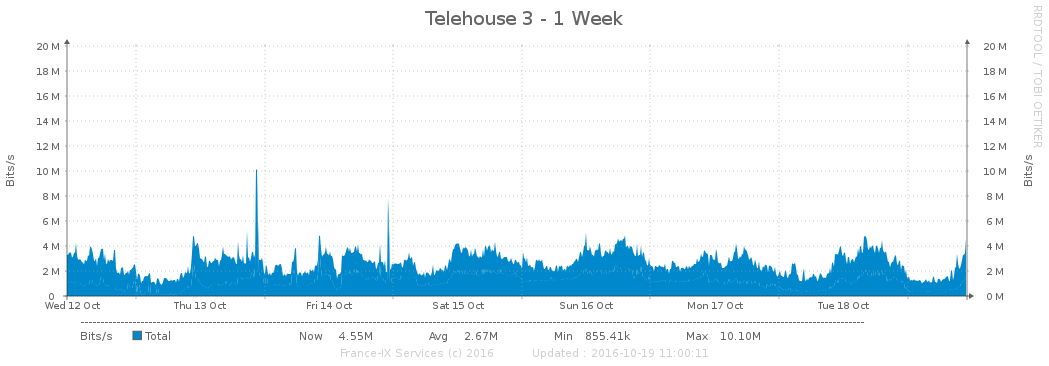 Telehouse 3 - 1 Week
RRDTOOL / TOBI OETIKER
Bits/s
20 M 20 M
18 M 18 M
16 M 16 M
14 M 14 M
12 M 12 M
10 M 10 M
8 M 8 M
6 M 6 M
4 M 4 M
2 M 2 M
0 0 M
Bits/s
Wed 12 Oct Thu 13 Oct Fri 14 Oct Sat 15 Oct Sun 16 Oct Mon 17 Oct Tue 18 Oct
Bits/s Total Now 4.55M Avg 2.67M Min 855.41k Max 10.10M
France-IX Services (c) 2016 Updated : 2016-10-19 11:00:11